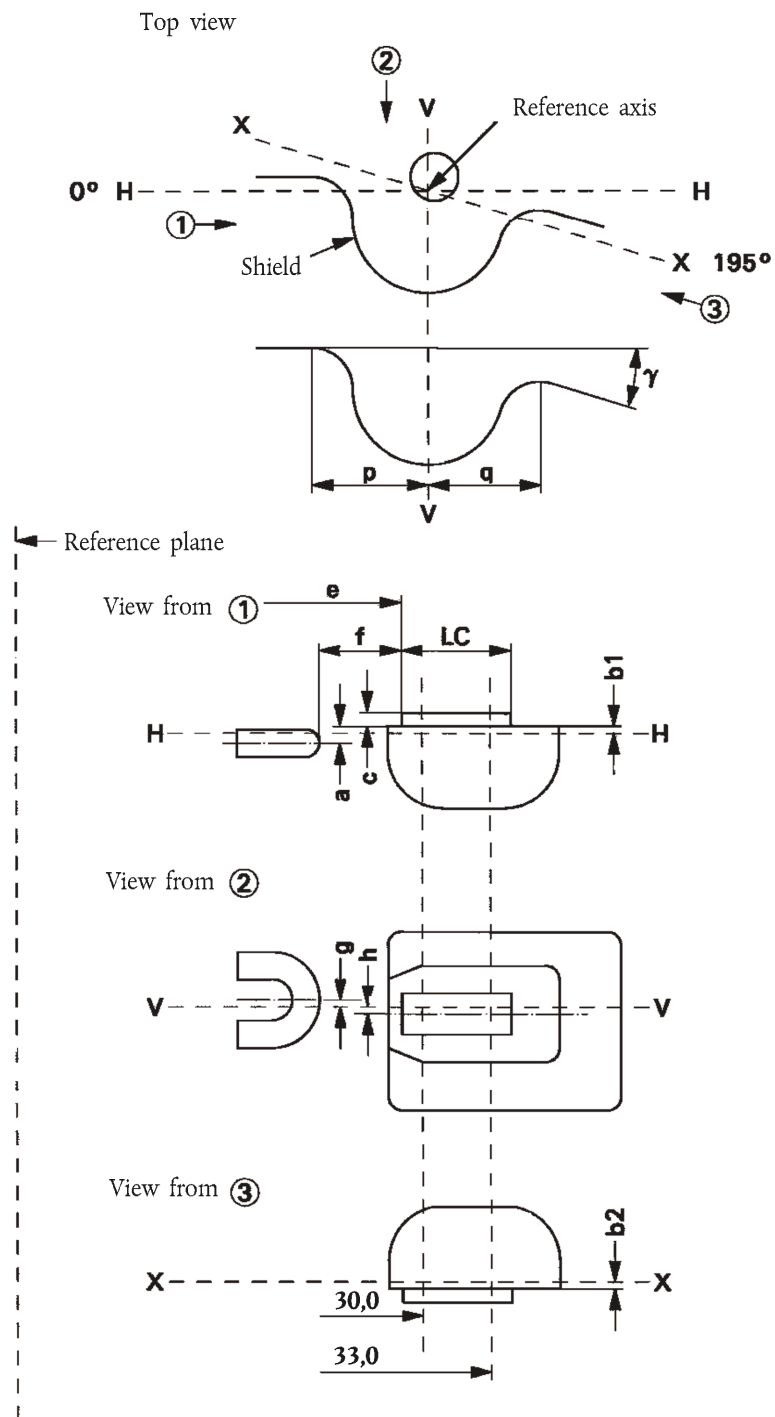 Top view
②
V
Reference axis
X
0° H
H
①
Shield
X 195°
③
γ
p
q
V
Reference plane
e
View from ①
f
LC
b1
H
H
a
c
View from ②
g
h
V
V
View from ③
b2
X
X
30,0
33,0